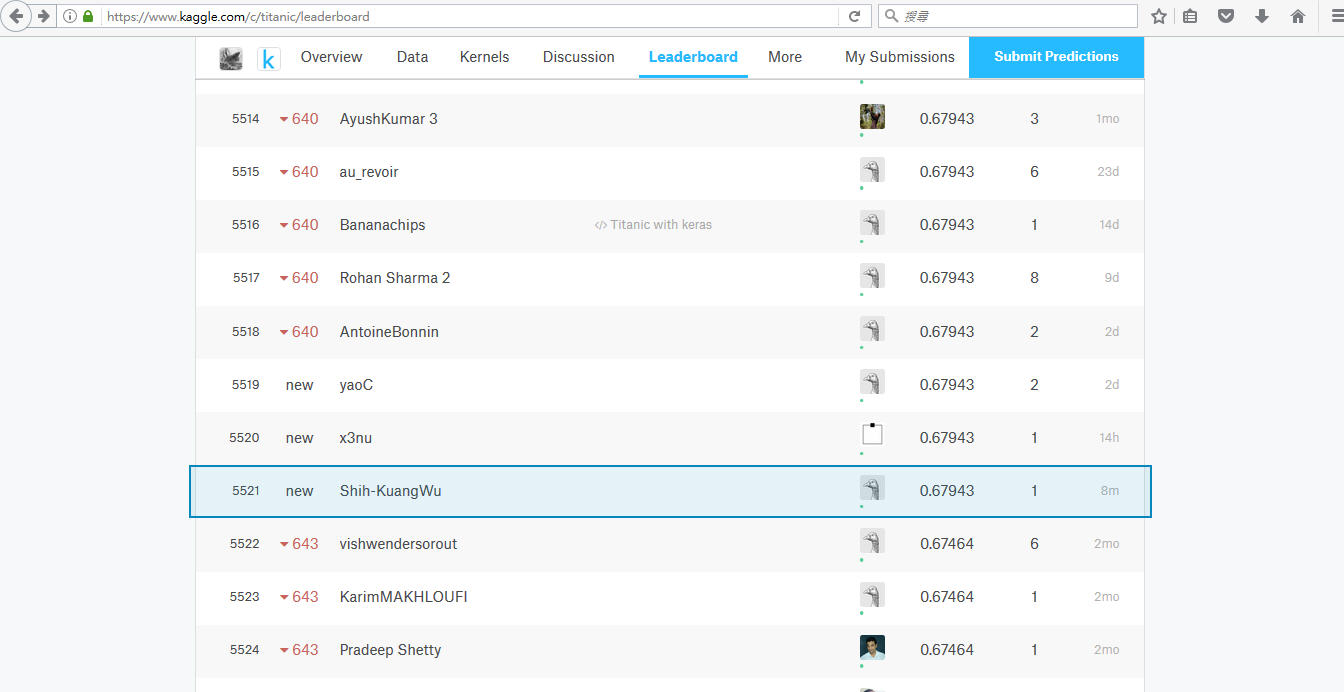 https://www.kaggle.com/c/titanic/leaderboard
搜尋
k Overview Data Kernels Discussion Leaderboard More My Submissions Submit Predictions
5514 640 AyushKumar 3 0.67943 3 1mo
5515 640 au_revoir 0.67943 6 23d
5516 640 Bananachips </> Titanic with keras 0.67943 1 14d
5517 640 Rohan Sharma 2 0.67943 8 9d
5518 640 AntoineBonnin 0.67943 2 2d
5519 new yaoC 0.67943 2 2d
5520 new x3nu 0.67943 1 14h
5521 new Shih-KuangWu 0.67943 1 8m
5522 643 vishwendersorout 0.67464 6 2mo
5523 643 KarimMAKHLOUFI 0.67464 1 2mo
5524 643 Pradeep Shetty 0.67464 1 2mo